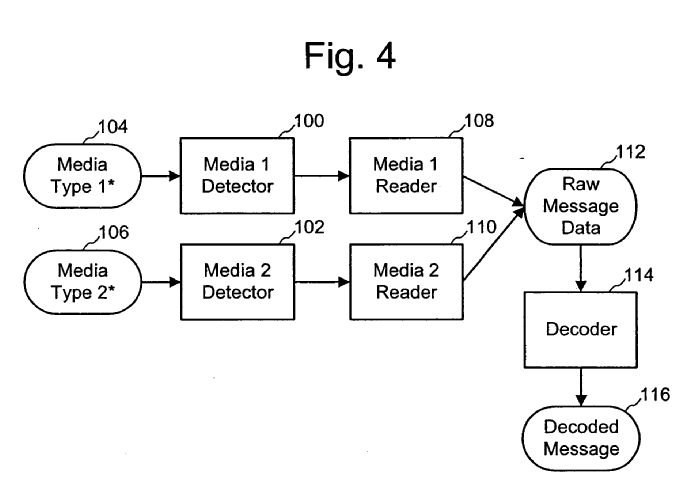 Fig. 4
104
Media
Type 1*
100
Media 1
Detector
108
Media 1
Reader
112
Raw
Message
Data
106
Media
Type 2*
102
Media 2
Detector
110
Media 2
Reader
114
Decoder
116
Decoded
Message